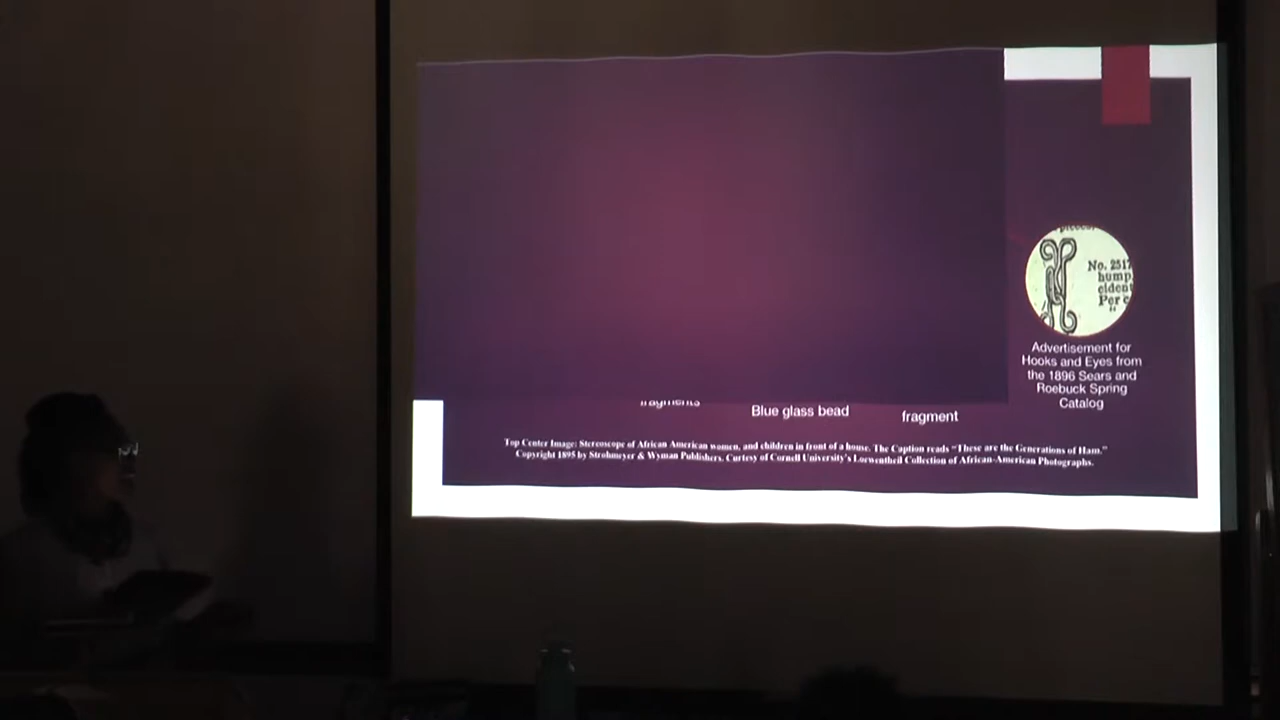 No. 2517
hump
Per c
Advertisement for
Hooks and Eyes from
the 1896 Sears and
Roebuck Spring
Catalog
fragments
Blue glass bead
fragment
Top Center Image: Stereoscope of African American women, and children in front of a house. The Caption reads “These are the Generations of Ham.”
Copyright 1895 by Strohmeyer & Wyman Publishers. Curtesy of Cornell University's Loewentheil Collection of African-American Photographs.